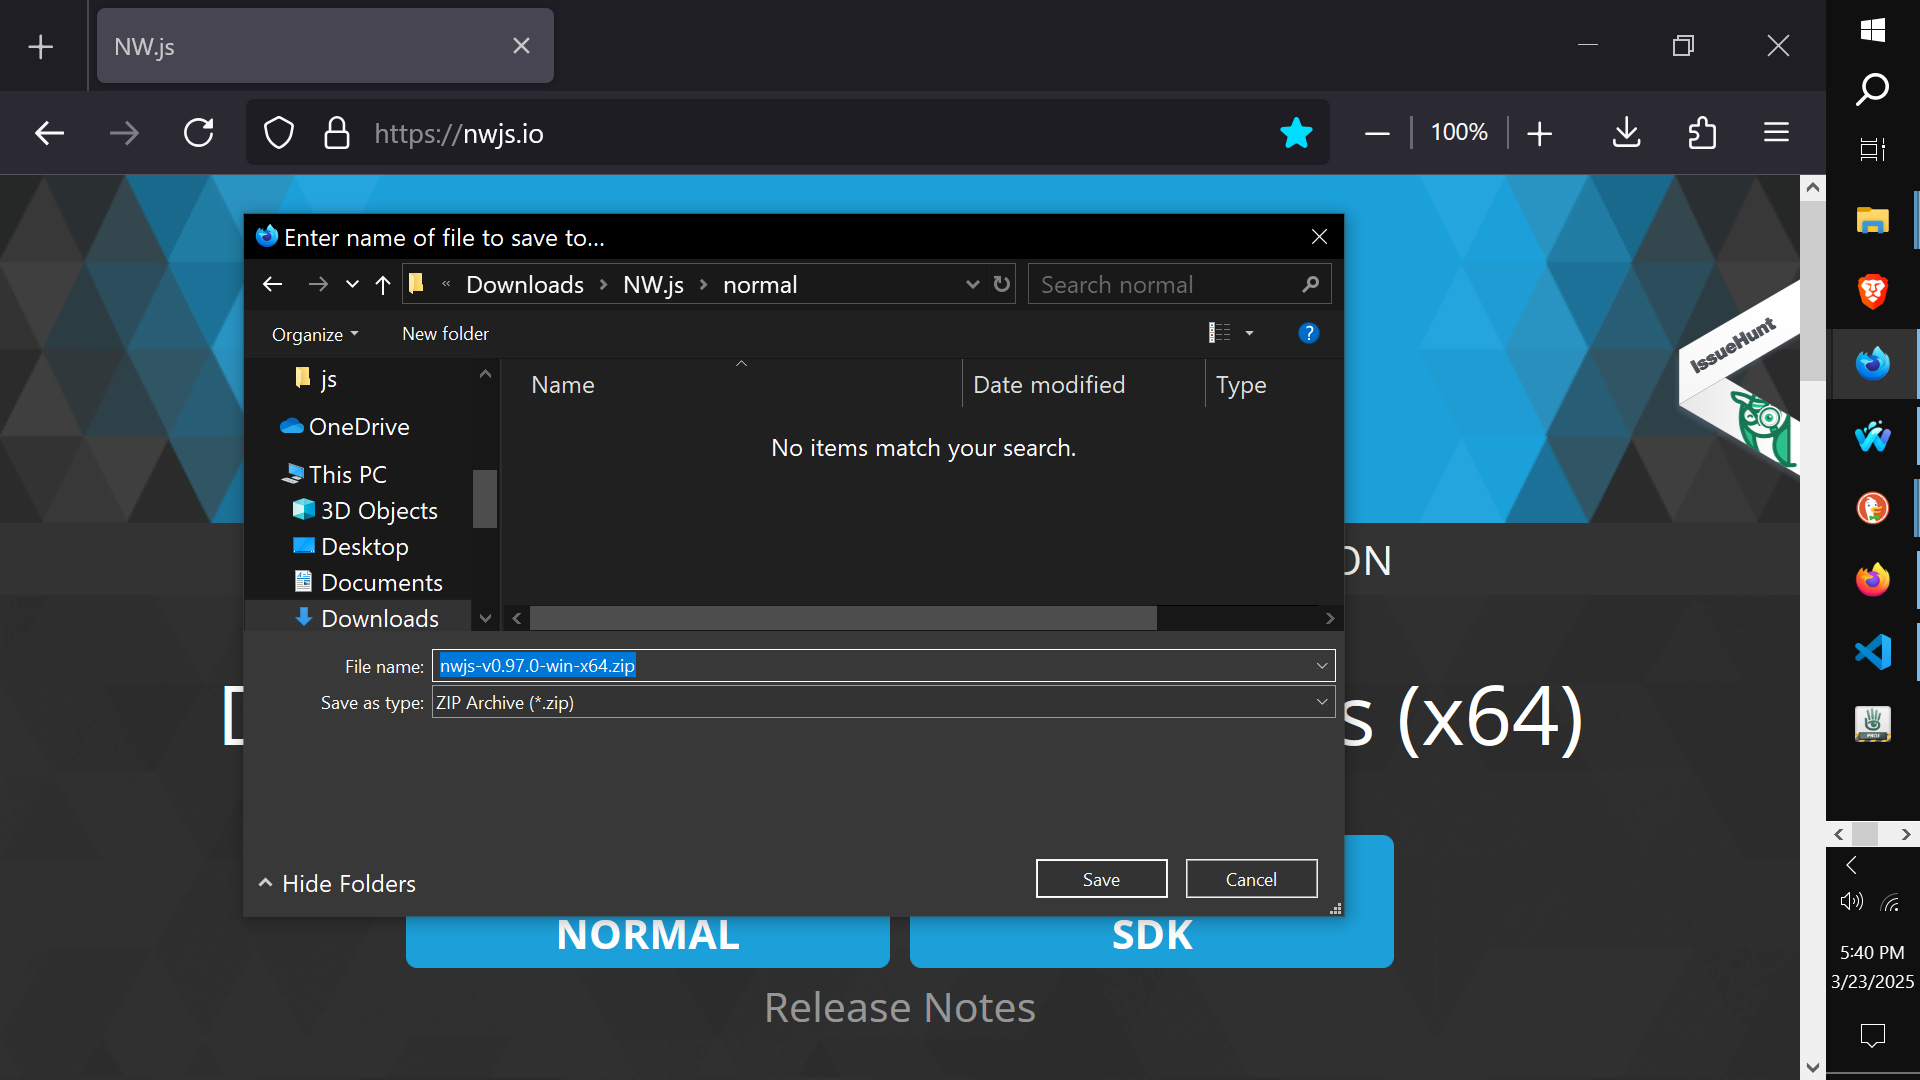 NW.js
https://nwjs.io
100%
Enter name of file to save to...
« Downloads > NW.js > normal
Search normal
Organize
New folder
?
js
OneDrive
This PC
3D Objects
Desktop
Documents
Downloads
Name
Date modified
Type
No items match your search.
File name: nwjs-v0.97.0-win-x64.zip
Save as type: ZIP Archive (*.zip)
Hide Folders
Save
Cancel
IssueHunt
ON
s (x64)
NORMAL
SDK
Release Notes
PROJ
5:40 PM
3/23/2025